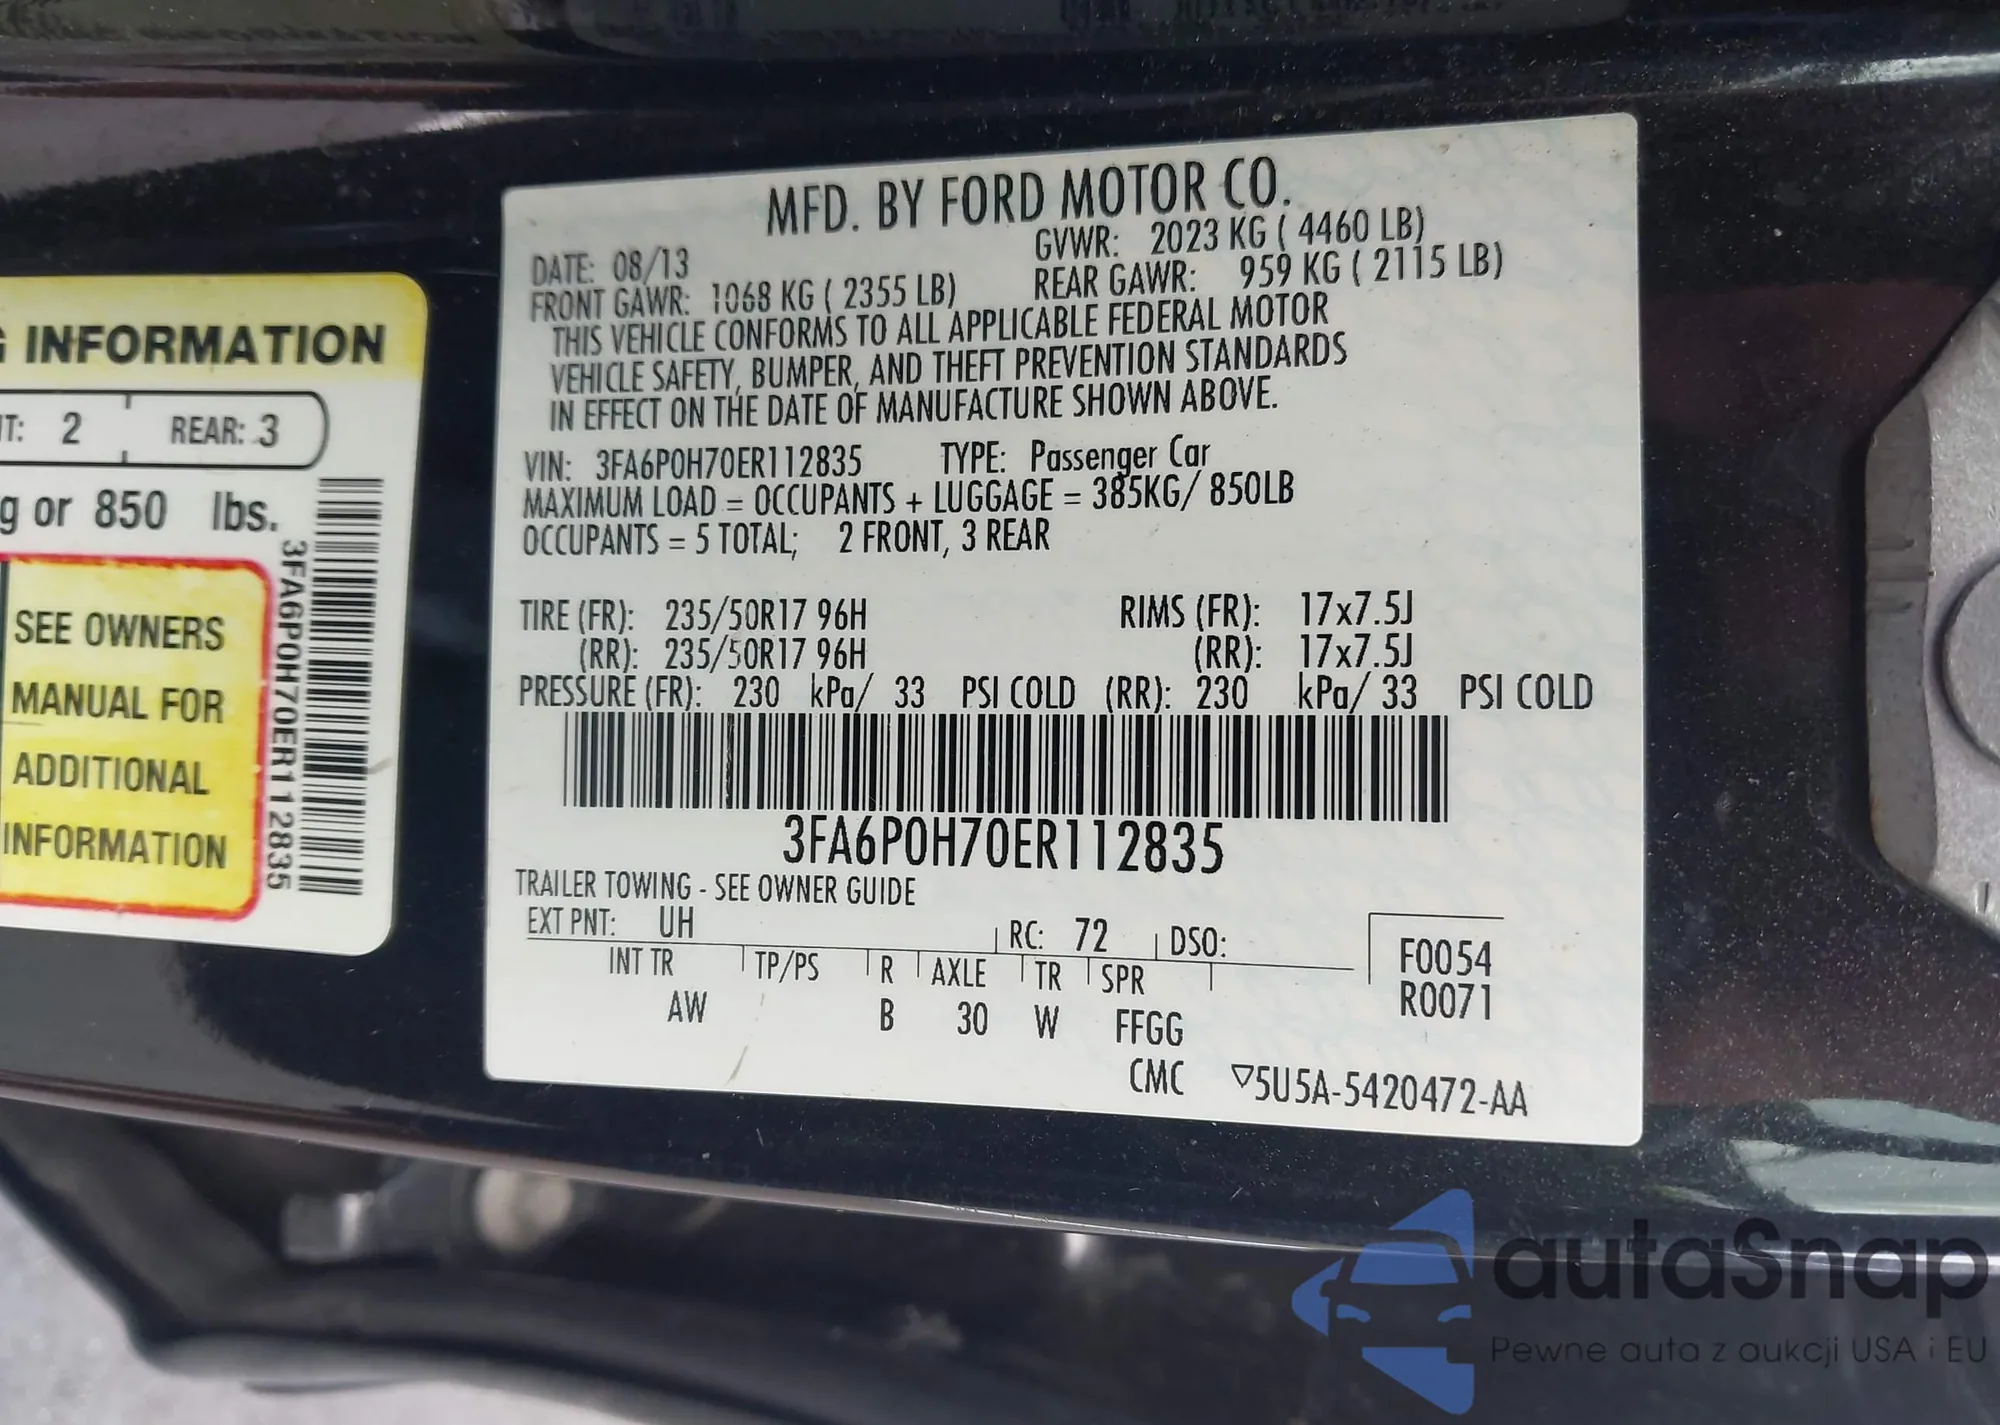 MFD. BY FORD MOTOR CO.
DATE: 08/13 GVWR: 2023 KG ( 4460 LB)
FRONT GAWR: 1068 KG ( 2355 LB) REAR GAWR: 959 KG ( 2115 LB)
THIS VEHICLE CONFORMS TO ALL APPLICABLE FEDERAL MOTOR
VEHICLE SAFETY, BUMPER, AND THEFT PREVENTION STANDARDS
IN EFFECT ON THE DATE OF MANUFACTURE SHOWN ABOVE.
VIN: 3FA6P0H70ER112835 TYPE: Passenger Car
MAXIMUM LOAD = OCCUPANTS + LUGGAGE = 385KG/ 850LB
OCCUPANTS = 5 TOTAL; 2 FRONT, 3 REAR
TIRE (FR): 235/50R17 96H RIMS (FR): 17x7.5J
(RR): 235/50R17 96H (RR): 17x7.5J
PRESSURE (FR): 230 kPa/ 33 PSI COLD (RR): 230 kPa/ 33 PSI COLD
3FA6P0H70ER112835
TRAILER TOWING - SEE OWNER GUIDE
EXT PNT: UH RC: 72 DSO:
INT TR TP/PS R AXLE TR SPR
AW B 30 W FFGG
CMC ▽5U5A-5420472-AA
F0054
R0071
INFORMATION
T: 2 REAR: 3
g or 850 lbs.
SEE OWNERS
MANUAL FOR
ADDITIONAL
INFORMATION
3FA6P0H70ER112835
autaSnap
Pewne auta z aukcji USA i EU